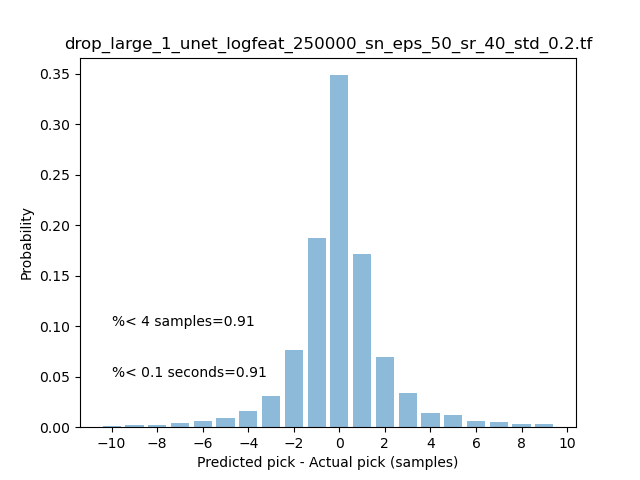 drop_large_1_unet_logfeat_250000_sn_eps_50_sr_40_std_0.2.tf
0.35
0.30
0.25
0.20
0.15
0.10
0.05
0.00
Probability
%< 4 samples=0.91
%< 0.1 seconds=0.91
−10 −8 −6 −4 −2 0 2 4 6 8 10
Predicted pick - Actual pick (samples)